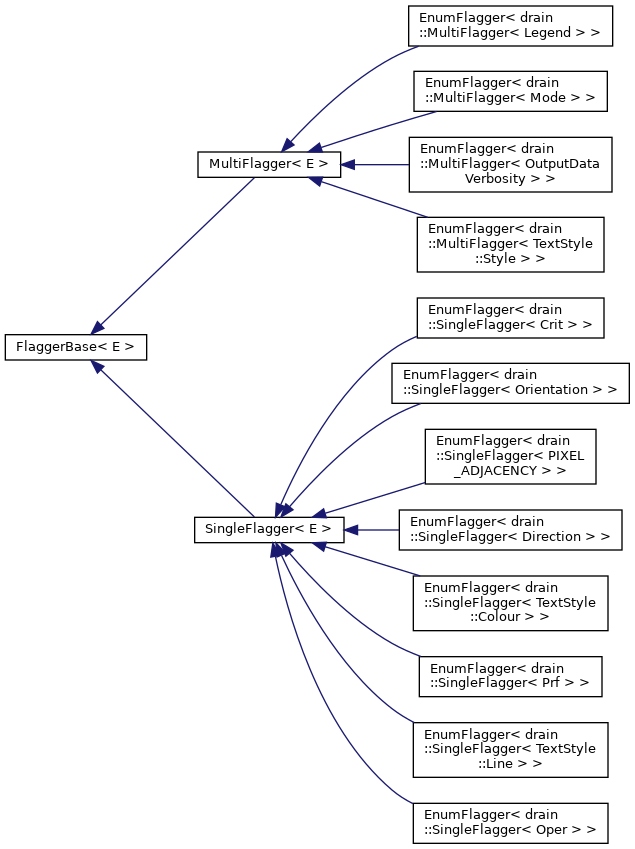 EnumFlagger< drain
::MultiFlagger< Legend > >
EnumFlagger< drain
::MultiFlagger< Mode > >
EnumFlagger< drain
::MultiFlagger< OutputData
Verbosity > >
MultiFlagger< E >
EnumFlagger< drain
::MultiFlagger< TextStyle
::Style > >
FlaggerBase< E >
EnumFlagger< drain
::SingleFlagger< Crit > >
EnumFlagger< drain
::SingleFlagger< Orientation > >
EnumFlagger< drain
::SingleFlagger< PIXEL
_ADJACENCY > >
SingleFlagger< E >
EnumFlagger< drain
::SingleFlagger< Direction > >
EnumFlagger< drain
::SingleFlagger< TextStyle
::Colour > >
EnumFlagger< drain
::SingleFlagger< Prf > >
EnumFlagger< drain
::SingleFlagger< TextStyle
::Line > >
EnumFlagger< drain
::SingleFlagger< Oper > >